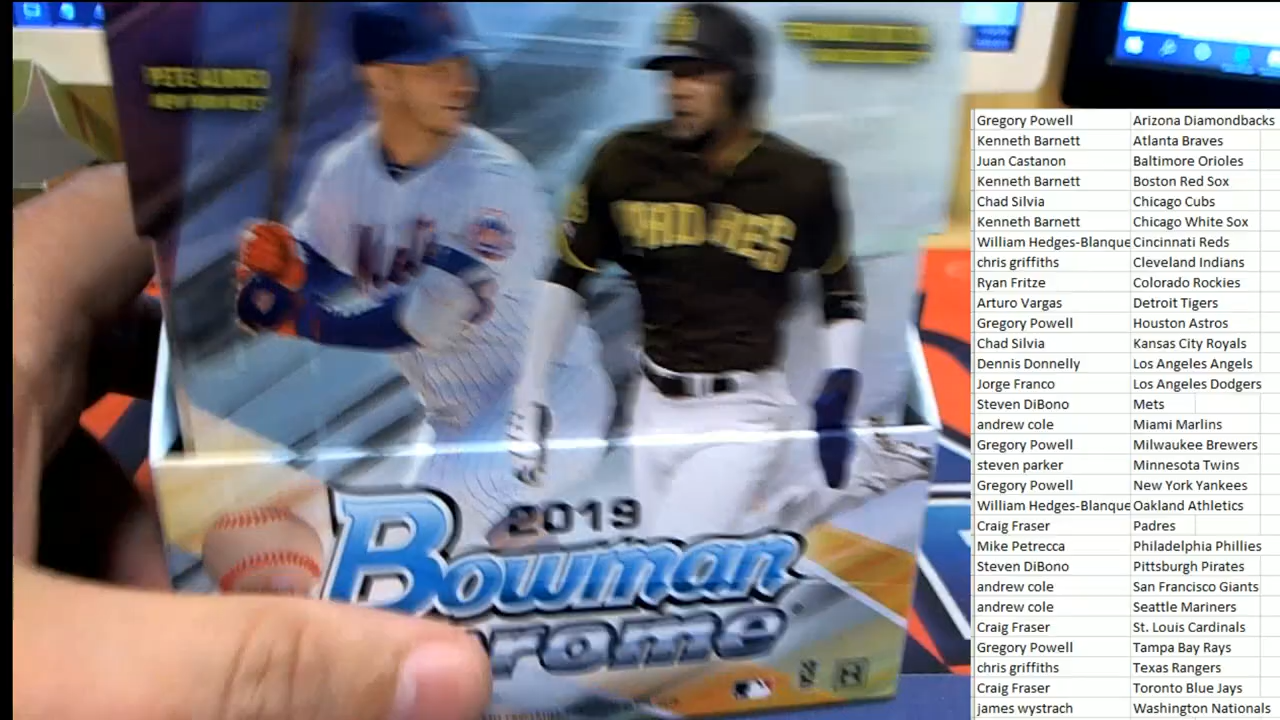 PETE ALONSO
NEW YORK METS
PADRES
2019
Bowman
Gregory Powell Arizona Diamondbacks
Kenneth Barnett Atlanta Braves
Juan Castanon Baltimore Orioles
Kenneth Barnett Boston Red Sox
Chad Silvia Chicago Cubs
Kenneth Barnett Chicago White Sox
William Hedges-Blanque Cincinnati Reds
chris griffiths Cleveland Indians
Ryan Fritze Colorado Rockies
Arturo Vargas Detroit Tigers
Gregory Powell Houston Astros
Chad Silvia Kansas City Royals
Dennis Donnelly Los Angeles Angels
Jorge Franco Los Angeles Dodgers
Steven DiBono Mets
andrew cole Miami Marlins
Gregory Powell Milwaukee Brewers
steven parker Minnesota Twins
Gregory Powell New York Yankees
William Hedges-Blanque Oakland Athletics
Craig Fraser Padres
Mike Petrecca Philadelphia Phillies
Steven DiBono Pittsburgh Pirates
andrew cole San Francisco Giants
andrew cole Seattle Mariners
Craig Fraser St. Louis Cardinals
Gregory Powell Tampa Bay Rays
chris griffiths Texas Rangers
Craig Fraser Toronto Blue Jays
james wystrach Washington Nationals